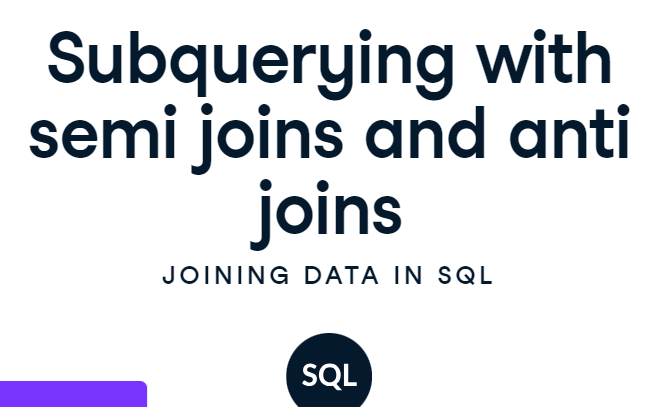 Subquerying with
semi joins and anti
joins
JOINING DATA IN SQL
SQL